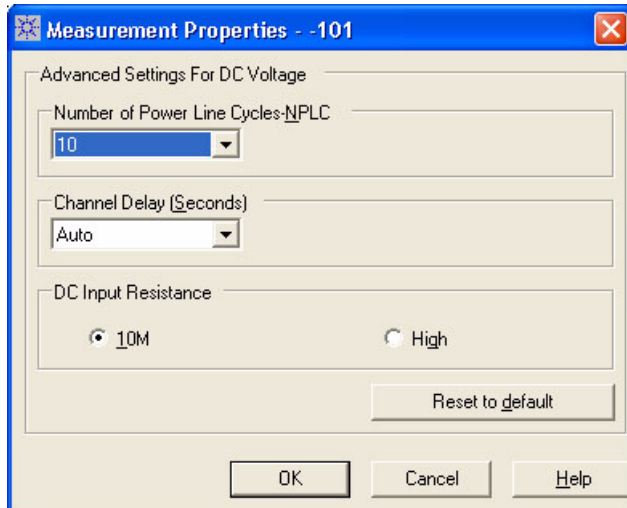 Measurement Properties - -101
Advanced Settings For DC Voltage
Number of Power Line Cycles-NPLC
10
Channel Delay (Seconds)
Auto
DC Input Resistance
10M
High
Reset to default
OK
Cancel
Help